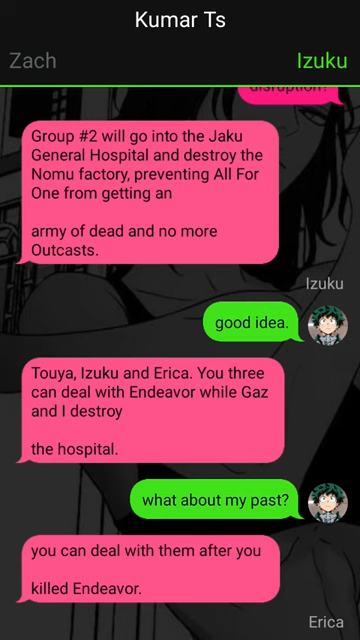 Kumar Ts
Zach
Izuku
disruption?
Group #2 will go into the Jaku
General Hospital and destroy the
Nomu factory, preventing All For
One from getting an
army of dead and no more
Outcasts.
Izuku
good idea.
Touya, Izuku and Erica. You three
can deal with Endeavor while Gaz
and I destroy
the hospital.
what about my past?
you can deal with them after you
killed Endeavor.
Erica